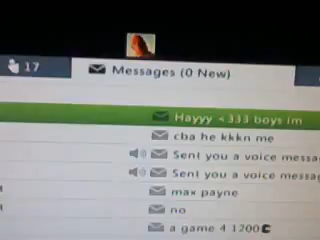 17
Messages (0 New)
Hayyy <333 boys im
cba he kkkn me
Sent you a voice messa
Sent you a voice messag
max payne
no
a game 4 1200